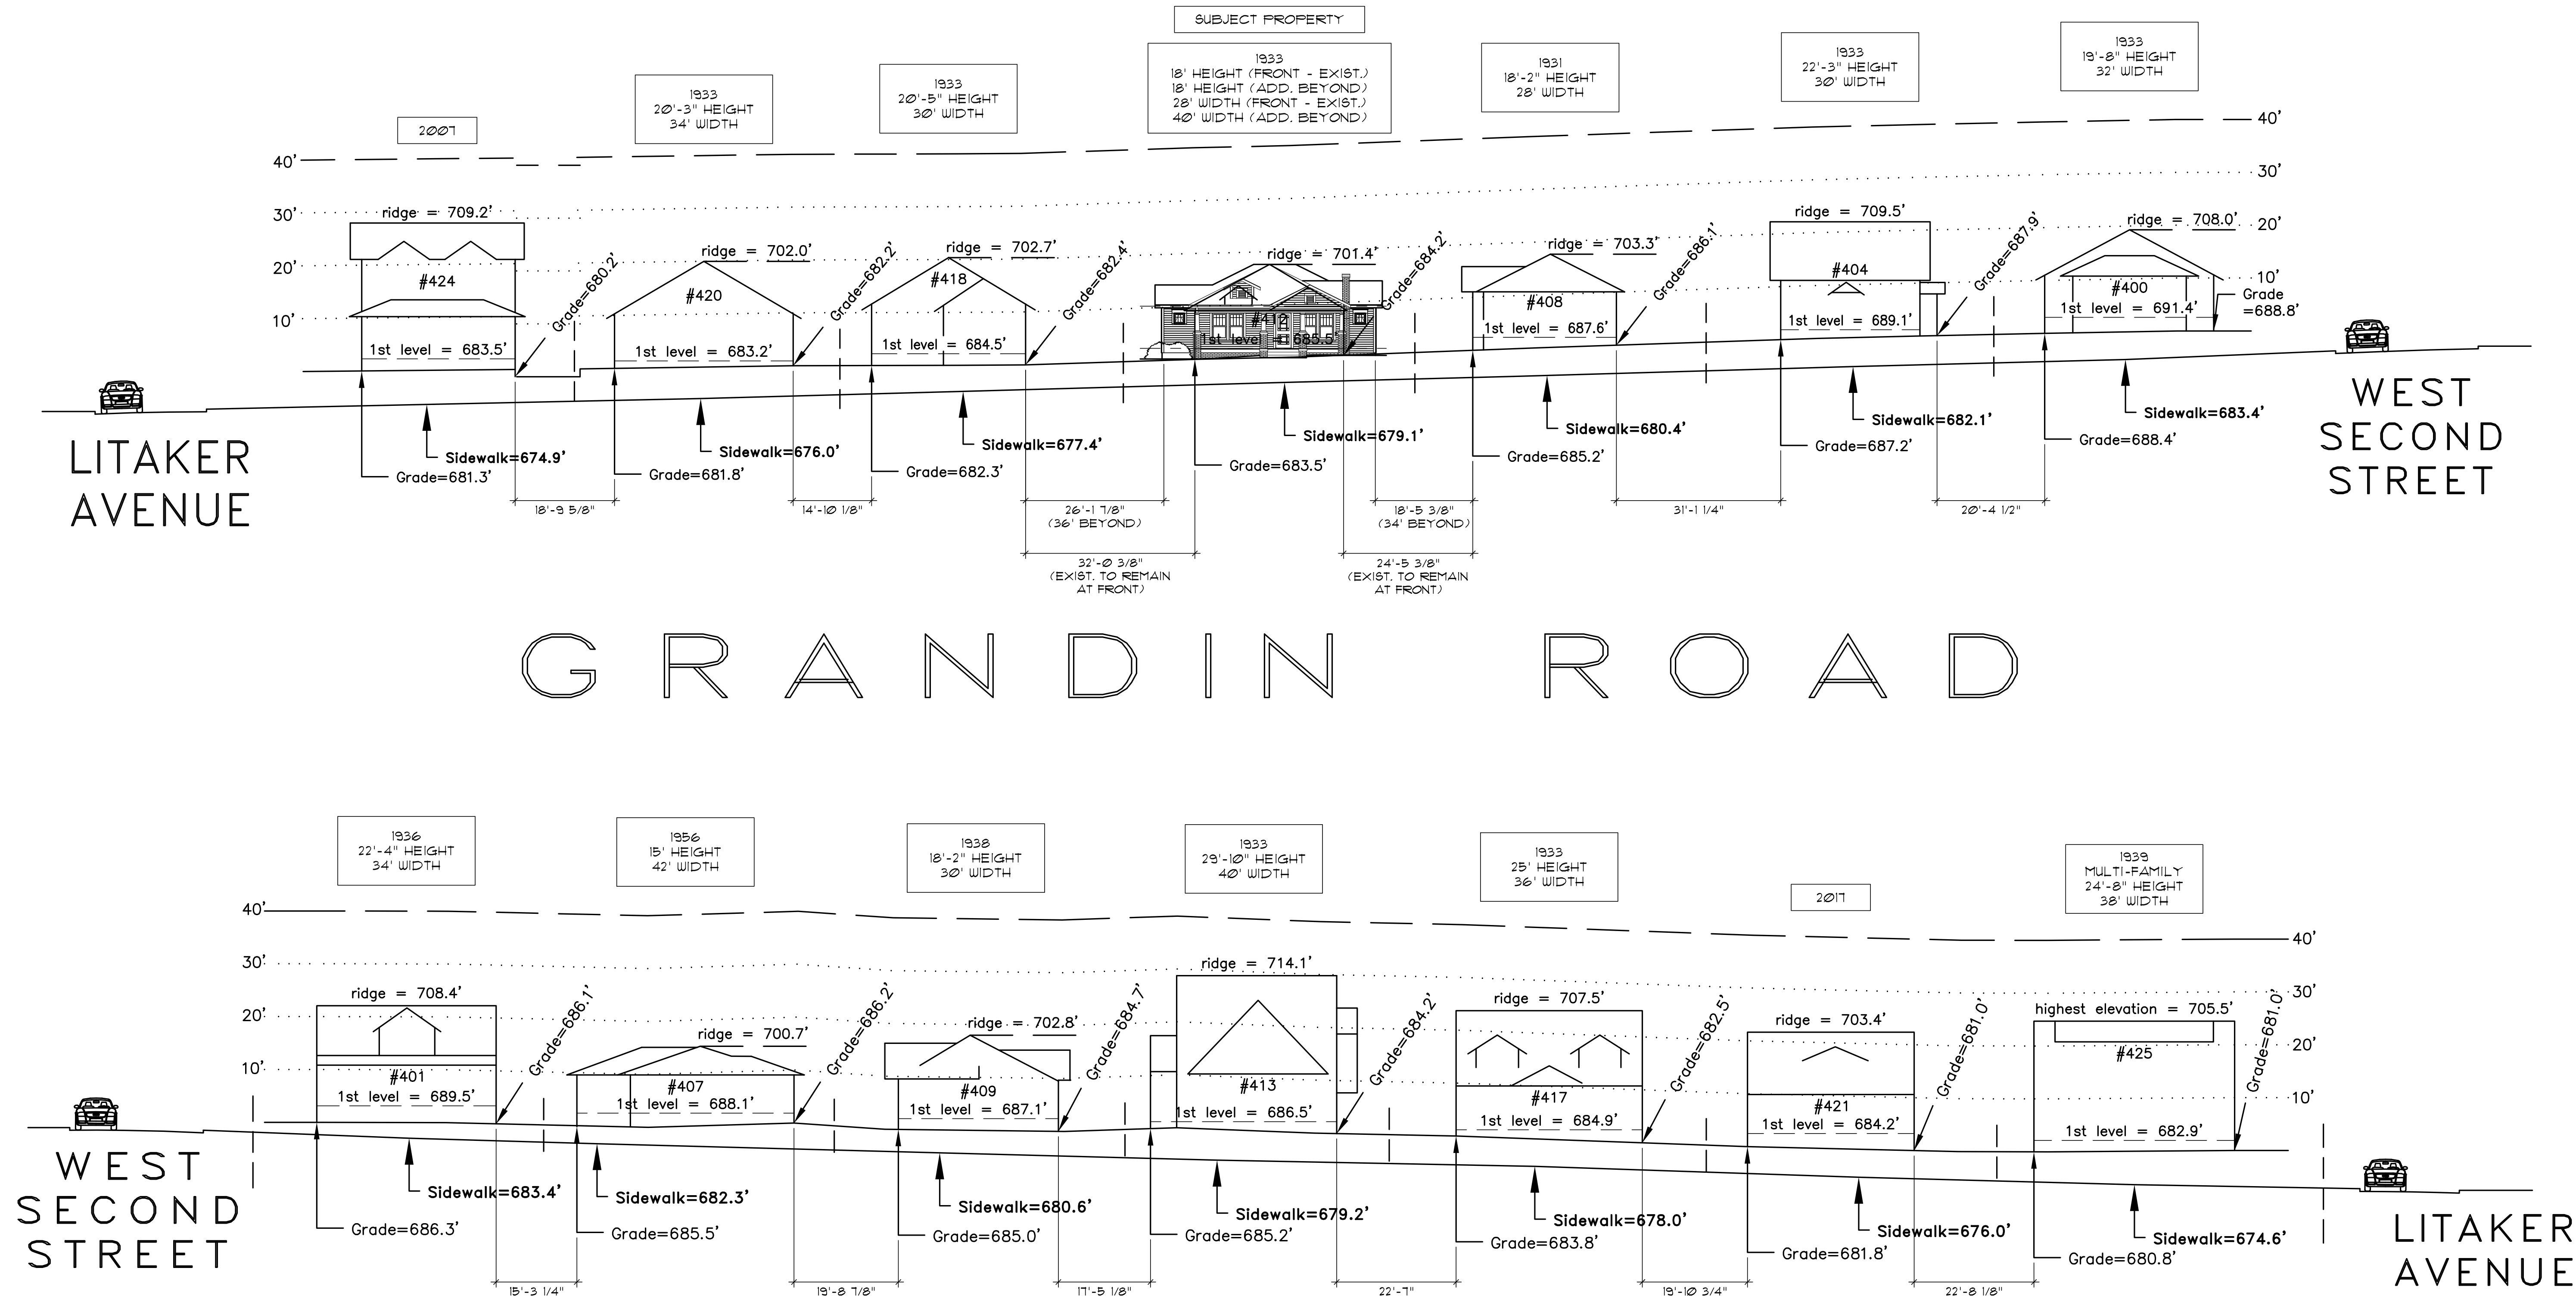 SUBJECT PROPERTY
2007
1933
20'-3" HEIGHT
34' WIDTH
1933
20'-5" HEIGHT
30' WIDTH
1933
18' HEIGHT (FRONT - EXIST.)
18' HEIGHT (ADD. BEYOND)
28' WIDTH (FRONT - EXIST.)
40' WIDTH (ADD. BEYOND)
1931
18'-2" HEIGHT
28' WIDTH
1933
22'-3" HEIGHT
30' WIDTH
1933
19'-8" HEIGHT
32' WIDTH
40'
30'
20'
10'
40'
30'
20'
10'
ridge = 709.2'
#424
1st level = 683.5'
Grade=680.2'
ridge = 702.0'
#420
1st level = 683.2'
Grade=682.2'
ridge = 702.7'
#418
1st level = 684.5'
Grade=682.4'
ridge = 701.4'
#412
1st level = 685.5'
Grade=684.2'
ridge = 703.3'
#408
1st level = 687.6'
Grade=686.1'
ridge = 709.5'
#404
1st level = 689.1'
Grade=687.9'
ridge = 708.0'
#400
1st level = 691.4'
Grade
=688.8'
LITAKER
AVENUE
Sidewalk=674.9'
Grade=681.3'
Sidewalk=676.0'
Grade=681.8'
Sidewalk=677.4'
Grade=682.3'
Sidewalk=679.1'
Grade=683.5'
Sidewalk=680.4'
Grade=685.2'
Sidewalk=682.1'
Grade=687.2'
Sidewalk=683.4'
Grade=688.4'
WEST
SECOND
STREET
18'-9 5/8"
14'-10 1/8"
26'-1 7/8"
(36' BEYOND)
18'-5 3/8"
(34' BEYOND)
31'-1 1/4"
20'-4 1/2"
32'-0 3/8"
(EXIST. TO REMAIN
AT FRONT)
24'-5 3/8"
(EXIST. TO REMAIN
AT FRONT)
GRANDIN ROAD
1936
22'-4" HEIGHT
34' WIDTH
1956
15' HEIGHT
42' WIDTH
1938
18'-2" HEIGHT
30' WIDTH
1933
29'-10" HEIGHT
40' WIDTH
1933
25' HEIGHT
36' WIDTH
2017
1939
MULTI-FAMILY
24'-8" HEIGHT
38' WIDTH
40'
30'
20'
10'
40'
30'
20'
10'
ridge = 708.4'
#401
1st level = 689.5'
Grade=686.1'
ridge = 700.7'
#407
1st level = 688.1'
Grade=686.2'
ridge = 702.8'
#409
1st level = 687.1'
Grade=684.7'
ridge = 714.1'
#413
1st level = 686.5'
Grade=684.2'
ridge = 707.5'
#417
1st level = 684.9'
Grade=682.5'
ridge = 703.4'
#421
1st level = 684.2'
Grade=681.0'
highest elevation = 705.5'
#425
1st level = 682.9'
Grade=681.0'
WEST
SECOND
STREET
Sidewalk=683.4'
Grade=686.3'
Sidewalk=682.3'
Grade=685.5'
Sidewalk=680.6'
Grade=685.0'
Sidewalk=679.2'
Grade=685.2'
Sidewalk=678.0'
Grade=683.8'
Sidewalk=676.0'
Grade=681.8'
Sidewalk=674.6'
Grade=680.8'
LITAKER
AVENUE
15'-3 1/4"
19'-8 7/8"
17'-5 1/8"
22'-7"
19'-10 3/4"
22'-8 1/8"